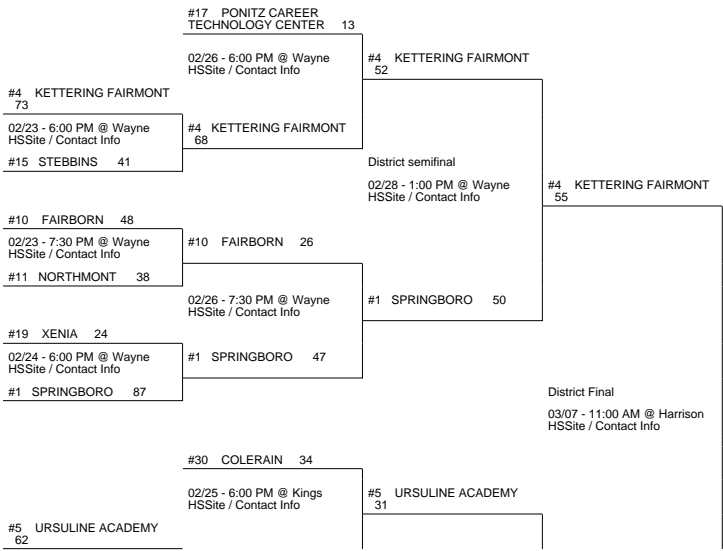 #17 PONITZ CAREER
TECHNOLOGY CENTER 13
02/26 - 6:00 PM @ Wayne
HSSite / Contact Info
#4 KETTERING FAIRMONT
52
#4 KETTERING FAIRMONT
73
02/23 - 6:00 PM @ Wayne
HSSite / Contact Info
#4 KETTERING FAIRMONT
68
#15 STEBBINS 41
District semifinal
02/28 - 1:00 PM @ Wayne
HSSite / Contact Info
#4 KETTERING FAIRMONT
55
#10 FAIRBORN 48
02/23 - 7:30 PM @ Wayne
HSSite / Contact Info
#10 FAIRBORN 26
#11 NORTHMONT 38
02/26 - 7:30 PM @ Wayne
HSSite / Contact Info
#1 SPRINGBORO 50
#19 XENIA 24
02/24 - 6:00 PM @ Wayne
HSSite / Contact Info
#1 SPRINGBORO 47
#1 SPRINGBORO 87
District Final
03/07 - 11:00 AM @ Harrison
HSSite / Contact Info
#30 COLERAIN 34
02/25 - 6:00 PM @ Kings
HSSite / Contact Info
#5 URSULINE ACADEMY
31
#5 URSULINE ACADEMY
62